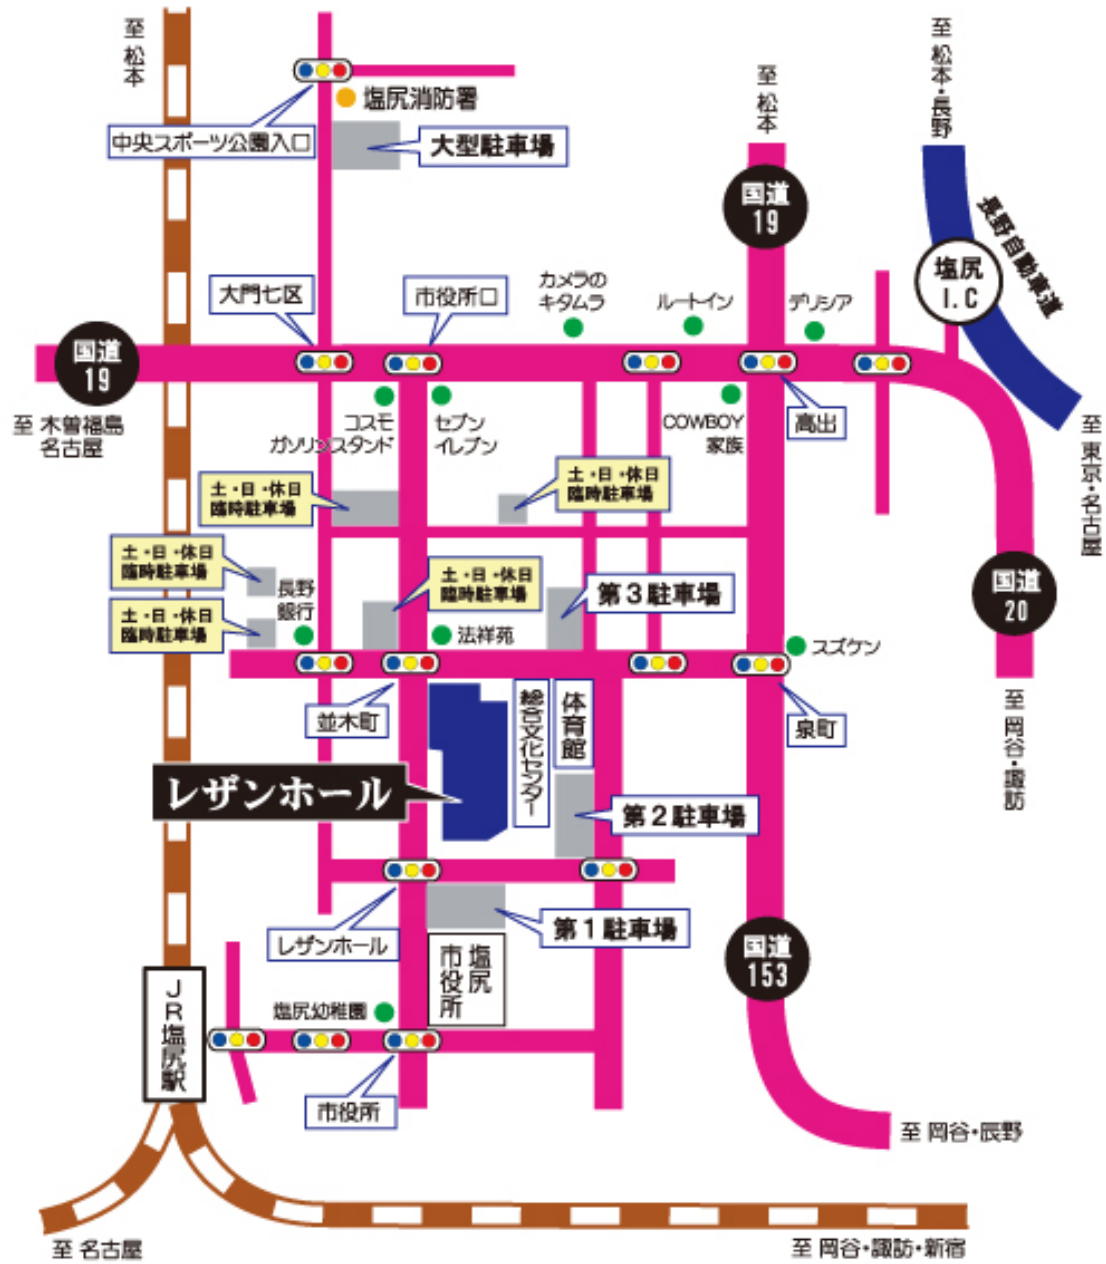 至 松本
塩尻消防署
中央スポーツ公園入口
大型駐車場
至 松本
至 松本・長野
国道
19
長野自動車道
塩尻
I.C
大門七区
市役所口
カメラの
キタムラ
ルートイン
デリシア
国道
19
至 木曽福島
名古屋
コスモ
ガソリンスタンド
セブン
イレブン
COWBOY
家族
高出
至 東京・名古屋
土・日・休日
臨時駐車場
土・日・休日
臨時駐車場
土・日・休日
臨時駐車場
長野
銀行
土・日・休日
臨時駐車場
土・日・休日
臨時駐車場
第3駐車場
国道
20
法祥苑
スズケン
並木町
総合文化センター
体育館
泉町
至 岡谷・諏訪
レザンホール
第2駐車場
レザンホール
第1駐車場
塩尻
市役所
国道
153
JR塩尻駅
塩尻幼稚園
市役所
至 岡谷・辰野
至 名古屋
至 岡谷・諏訪・新宿